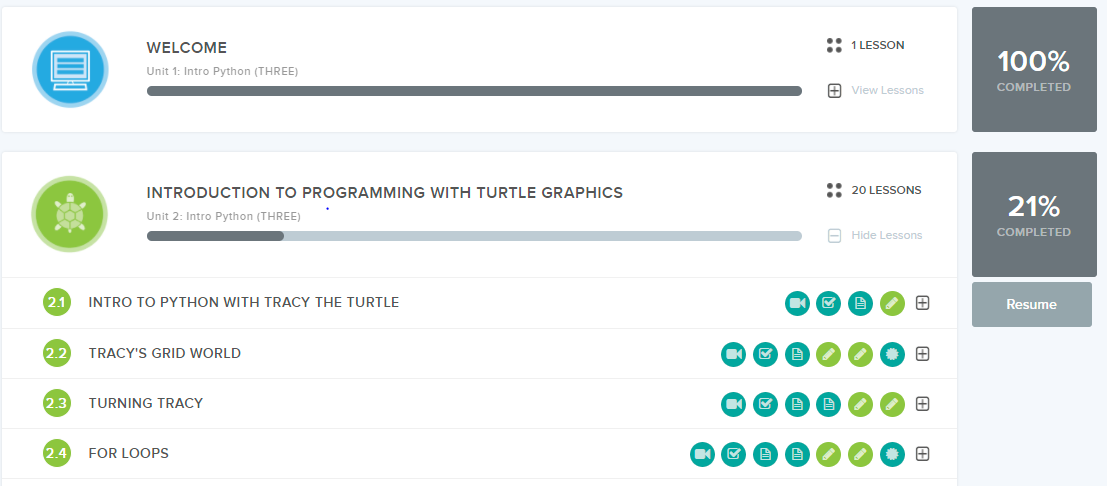 WELCOME
Unit 1: Intro Python (THREE)
1 LESSON
View Lessons
100%
COMPLETED
INTRODUCTION TO PROGRAMMING WITH TURTLE GRAPHICS
Unit 2: Intro Python (THREE)
20 LESSONS
Hide Lessons
21%
COMPLETED
Resume
2.1 INTRO TO PYTHON WITH TRACY THE TURTLE
2.2 TRACY'S GRID WORLD
2.3 TURNING TRACY
2.4 FOR LOOPS